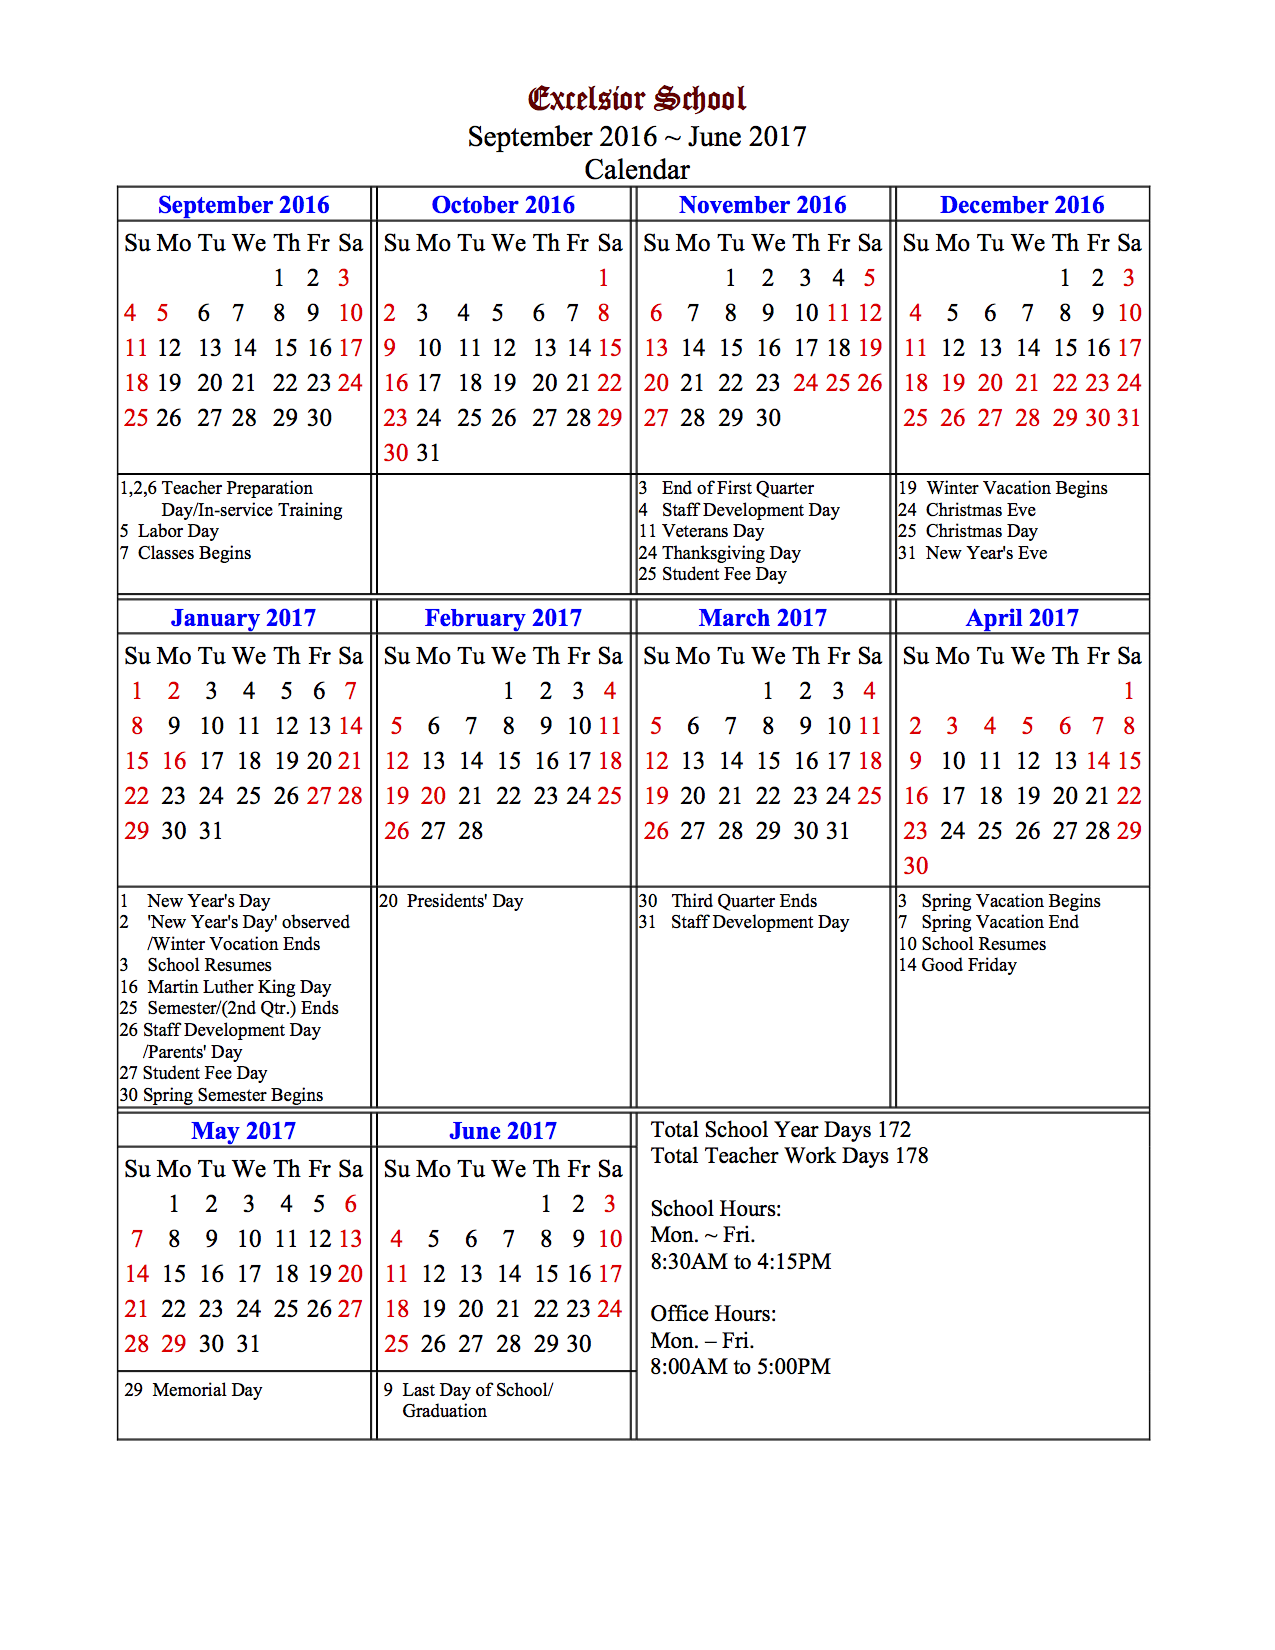 Excelsior School
September 2016 ~ June 2017
Calendar
September 2016
Su Mo Tu We Th Fr Sa
1 2 3
4 5 6 7 8 9 10
11 12 13 14 15 16 17
18 19 20 21 22 23 24
25 26 27 28 29 30
1,2,6 Teacher Preparation
Day/In-service Training
5 Labor Day
7 Classes Begins
October 2016
Su Mo Tu We Th Fr Sa
1
2 3 4 5 6 7 8
9 10 11 12 13 14 15
16 17 18 19 20 21 22
23 24 25 26 27 28 29
30 31
November 2016
Su Mo Tu We Th Fr Sa
1 2 3 4 5
6 7 8 9 10 11 12
13 14 15 16 17 18 19
20 21 22 23 24 25 26
27 28 29 30
3 End of First Quarter
4 Staff Development Day
11 Veterans Day
24 Thanksgiving Day
25 Student Fee Day
December 2016
Su Mo Tu We Th Fr Sa
1 2 3
4 5 6 7 8 9 10
11 12 13 14 15 16 17
18 19 20 21 22 23 24
25 26 27 28 29 30 31
19 Winter Vacation Begins
24 Christmas Eve
25 Christmas Day
31 New Year's Eve
January 2017
Su Mo Tu We Th Fr Sa
1 2 3 4 5 6 7
8 9 10 11 12 13 14
15 16 17 18 19 20 21
22 23 24 25 26 27 28
29 30 31
1 New Year's Day
2 'New Year's Day' observed
/Winter Vocation Ends
3 School Resumes
16 Martin Luther King Day
25 Semester/(2nd Qtr.) Ends
26 Staff Development Day
/Parents' Day
27 Student Fee Day
30 Spring Semester Begins
February 2017
Su Mo Tu We Th Fr Sa
1 2 3 4
5 6 7 8 9 10 11
12 13 14 15 16 17 18
19 20 21 22 23 24 25
26 27 28
20 Presidents' Day
March 2017
Su Mo Tu We Th Fr Sa
1 2 3 4
5 6 7 8 9 10 11
12 13 14 15 16 17 18
19 20 21 22 23 24 25
26 27 28 29 30 31
30 Third Quarter Ends
31 Staff Development Day
April 2017
Su Mo Tu We Th Fr Sa
1
2 3 4 5 6 7 8
9 10 11 12 13 14 15
16 17 18 19 20 21 22
23 24 25 26 27 28 29
30
3 Spring Vacation Begins
7 Spring Vacation End
10 School Resumes
14 Good Friday
May 2017
Su Mo Tu We Th Fr Sa
1 2 3 4 5 6
7 8 9 10 11 12 13
14 15 16 17 18 19 20
21 22 23 24 25 26 27
28 29 30 31
29 Memorial Day
June 2017
Su Mo Tu We Th Fr Sa
1 2 3
4 5 6 7 8 9 10
11 12 13 14 15 16 17
18 19 20 21 22 23 24
25 26 27 28 29 30
9 Last Day of School/
Graduation
Total School Year Days 172
Total Teacher Work Days 178
School Hours:
Mon. ~ Fri.
8:30AM to 4:15PM
Office Hours:
Mon. – Fri.
8:00AM to 5:00PM